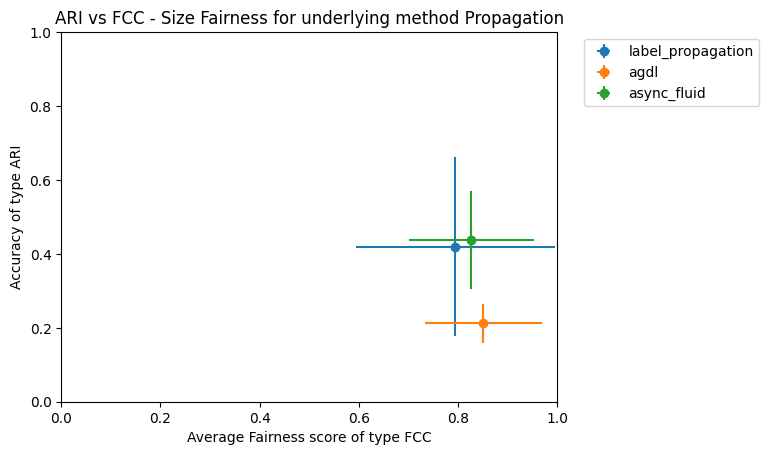 ARI vs FCC - Size Fairness for underlying method Propagation
label_propagation
agdl
async_fluid
Accuracy of type ARI
1.0
0.8
0.6
0.4
0.2
0.0
0.0 0.2 0.4 0.6 0.8 1.0
Average Fairness score of type FCC